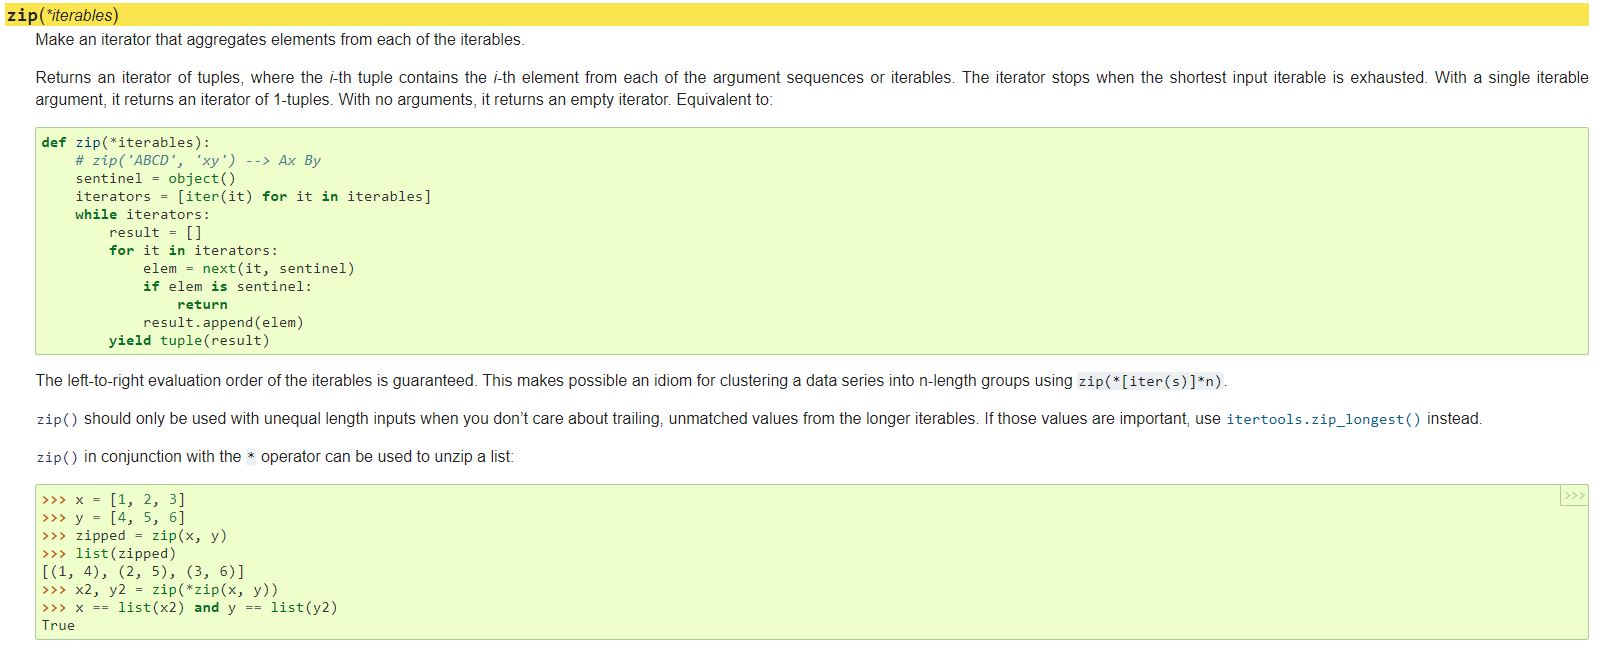 zip(*iterables)
Make an iterator that aggregates elements from each of the iterables.
Returns an iterator of tuples, where the i-th tuple contains the i-th element from each of the argument sequences or iterables. The iterator stops when the shortest input iterable is exhausted. With a single iterable
argument, it returns an iterator of 1-tuples. With no arguments, it returns an empty iterator. Equivalent to:
def zip(*iterables):
    # zip('ABCD', 'xy') --> Ax By
    sentinel = object()
    iterators = [iter(it) for it in iterables]
    while iterators:
        result = []
        for it in iterators:
            elem = next(it, sentinel)
            if elem is sentinel:
                return
            result.append(elem)
        yield tuple(result)
The left-to-right evaluation order of the iterables is guaranteed. This makes possible an idiom for clustering a data series into n-length groups using zip(*[iter(s)]*n).
zip() should only be used with unequal length inputs when you don’t care about trailing, unmatched values from the longer iterables. If those values are important, use itertools.zip_longest() instead.
zip() in conjunction with the * operator can be used to unzip a list:
>>>
>>> x = [1, 2, 3]
>>> y = [4, 5, 6]
>>> zipped = zip(x, y)
>>> list(zipped)
[(1, 4), (2, 5), (3, 6)]
>>> x2, y2 = zip(*zip(x, y))
>>> x == list(x2) and y == list(y2)
True